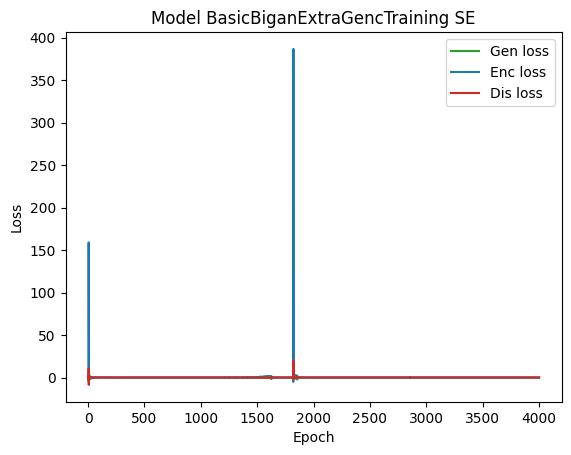 Model BasicBiganExtraGencTraining SE
Gen loss
Enc loss
Dis loss
Loss
400
350
300
250
200
150
100
50
0
0 500 1000 1500 2000 2500 3000 3500 4000
Epoch